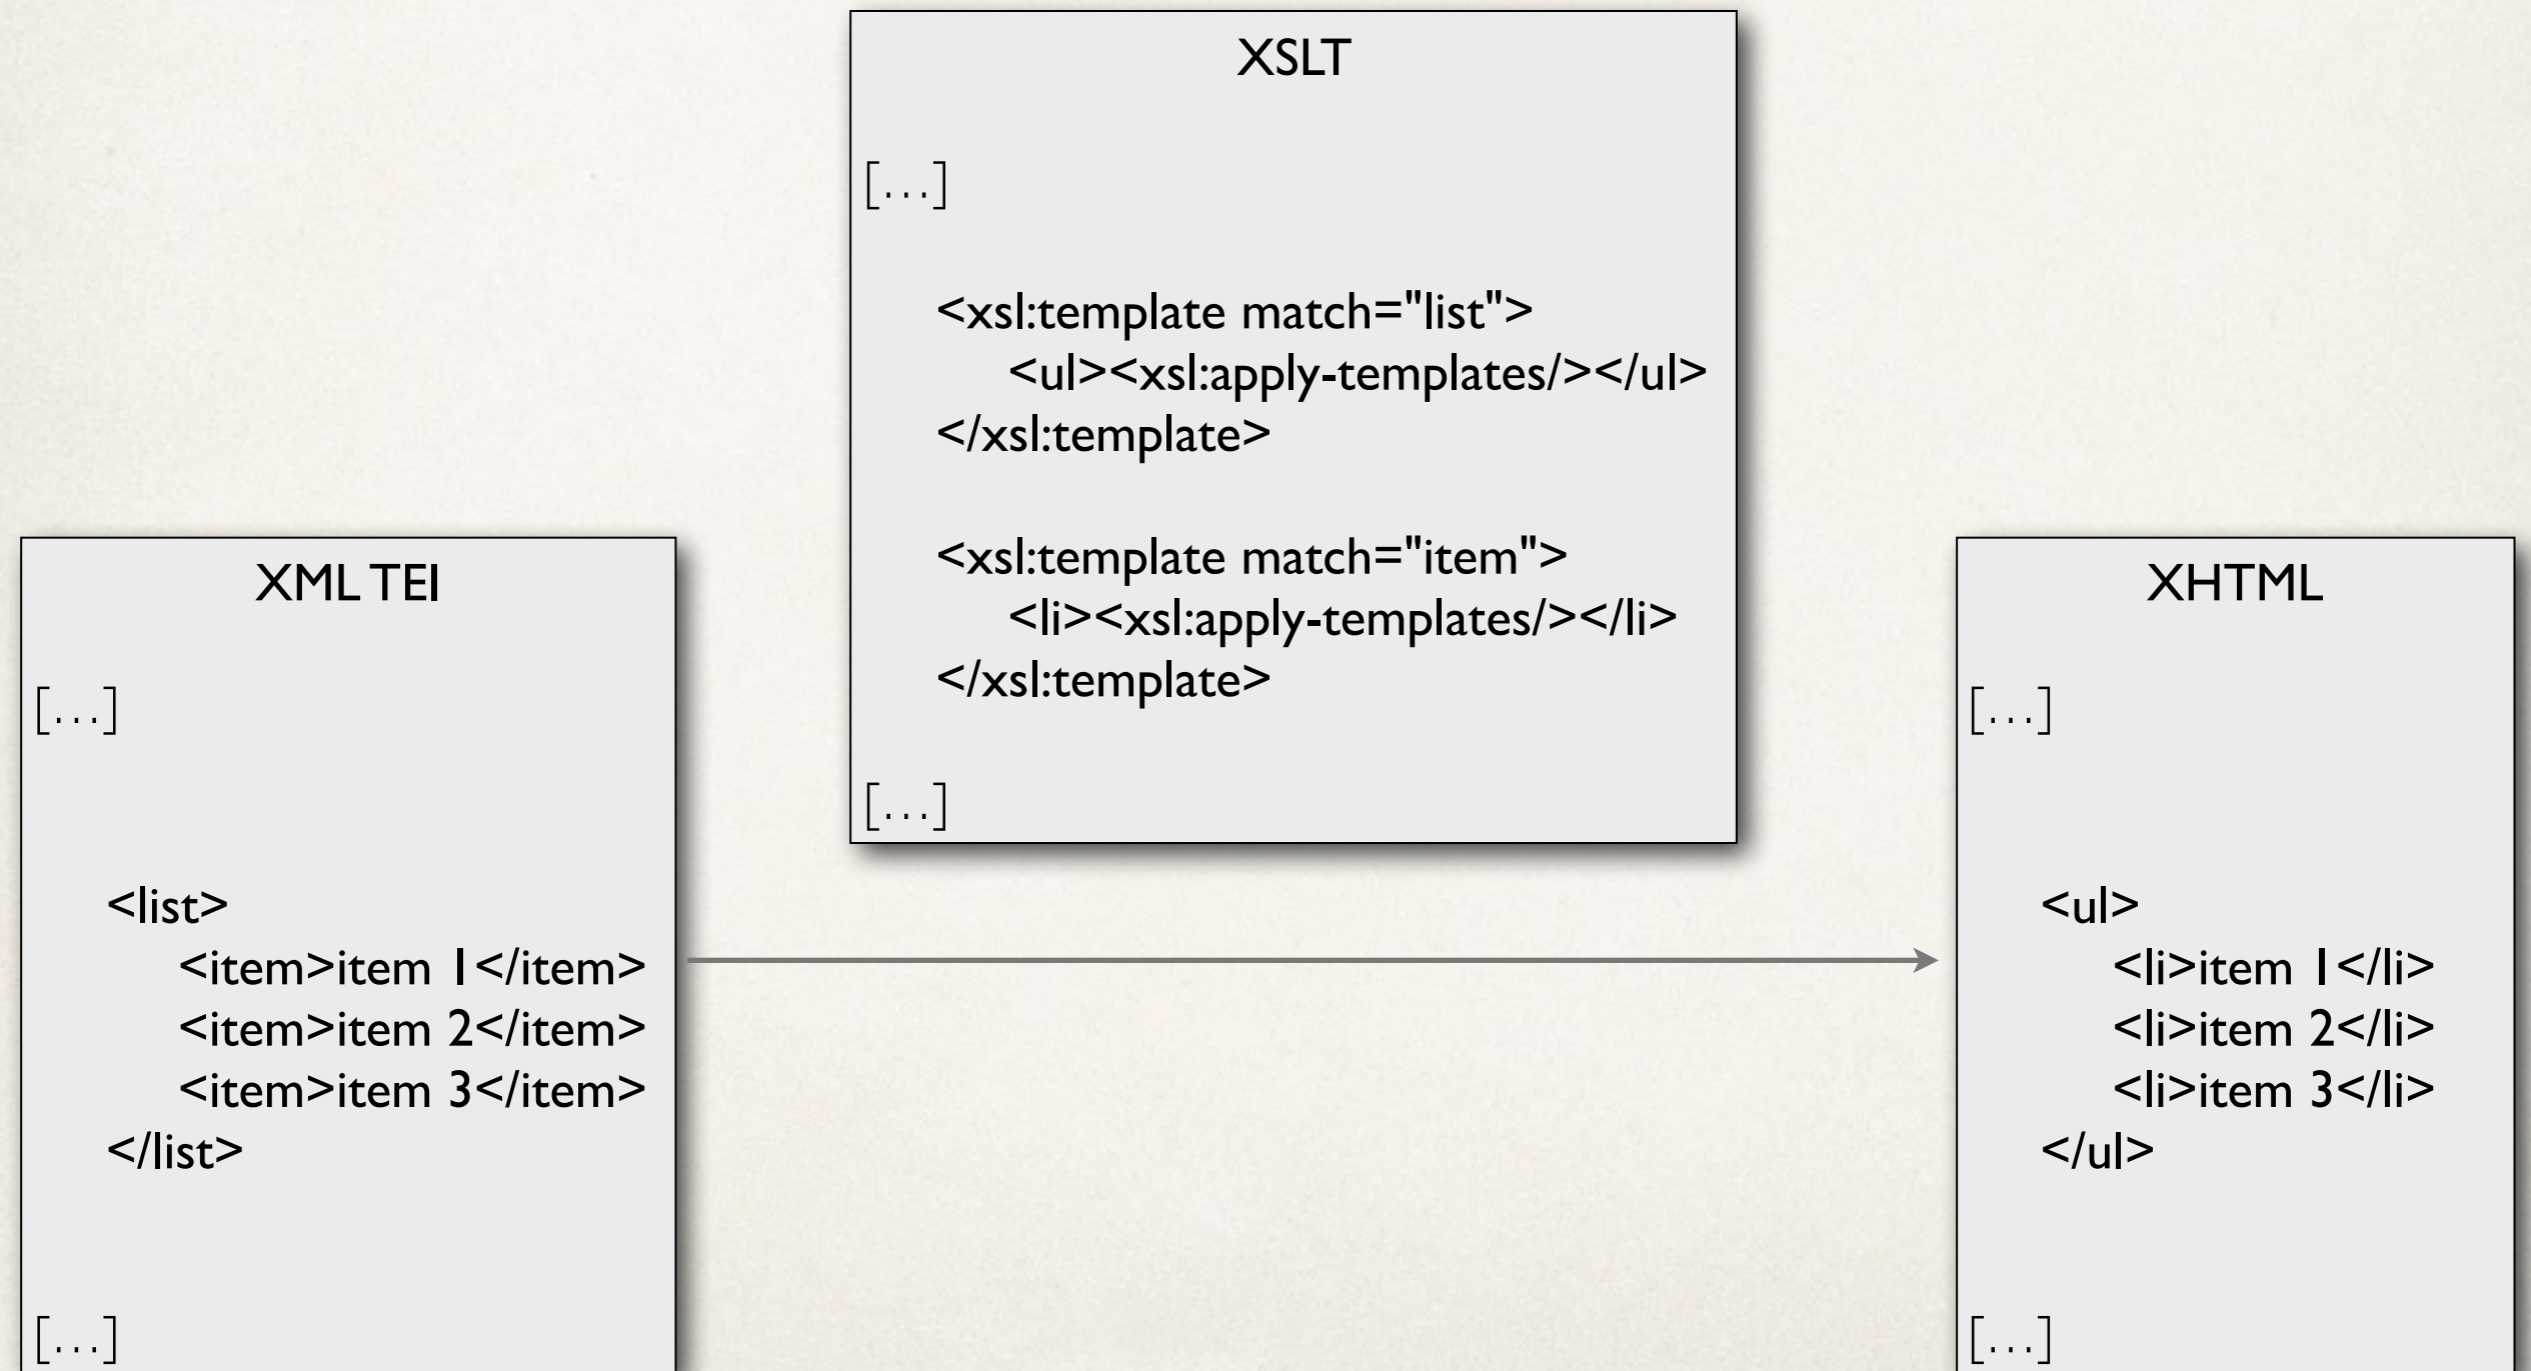 XSLT
[...]
<xsl:template match="list">
<ul><xsl:apply-templates/></ul>
</xsl:template>
<xsl:template match="item">
<li><xsl:apply-templates/></li>
</xsl:template>
[...]
XML TEI
[...]
<list>
<item>item 1</item>
<item>item 2</item>
<item>item 3</item>
</list>
[...]
XHTML
[...]
<ul>
<li>item 1</li>
<li>item 2</li>
<li>item 3</li>
</ul>
[...]